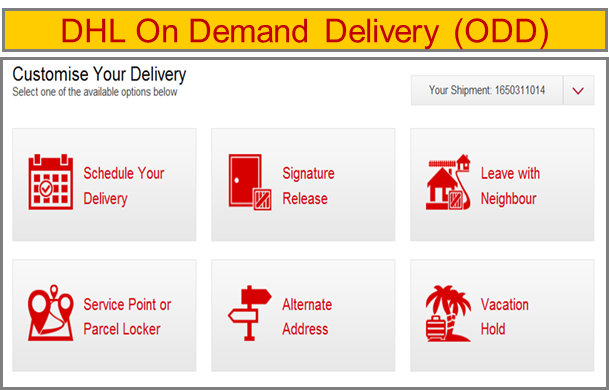 DHL On Demand Delivery (ODD)
Customise Your Delivery
Select one of the available options below
Your Shipment: 1650311014
Schedule Your
Delivery
Signature
Release
Leave with
Neighbour
Service Point or
Parcel Locker
Alternate
Address
Vacation
Hold